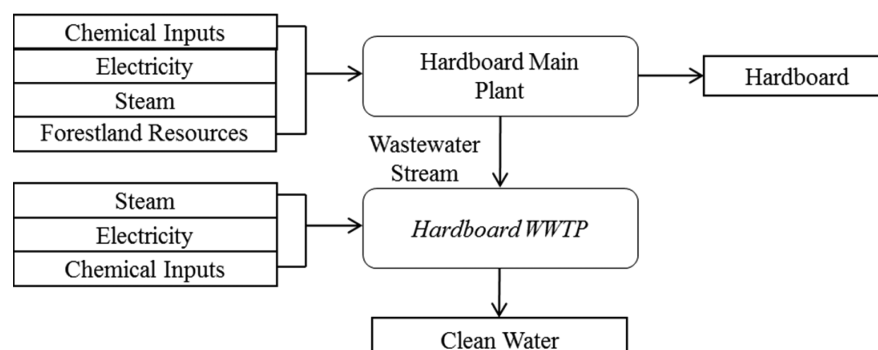 Chemical Inputs
Electricity
Steam
Forestland Resources
Hardboard Main
Plant
Hardboard
Wastewater
Stream
Steam
Electricity
Chemical Inputs
Hardboard WWTP
Clean Water